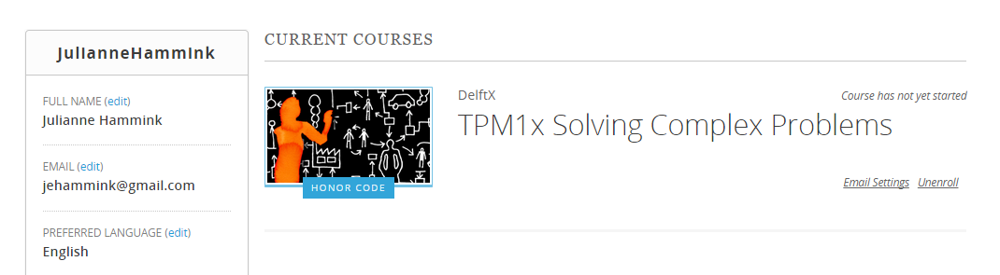 JulianneHammink
FULL NAME (edit)
Julianne Hammink
EMAIL (edit)
jehammink@gmail.com
PREFERRED LANGUAGE (edit)
English
CURRENT COURSES
HONOR CODE
DelftX
Course has not yet started
TPM1x Solving Complex Problems
Email Settings Unenroll